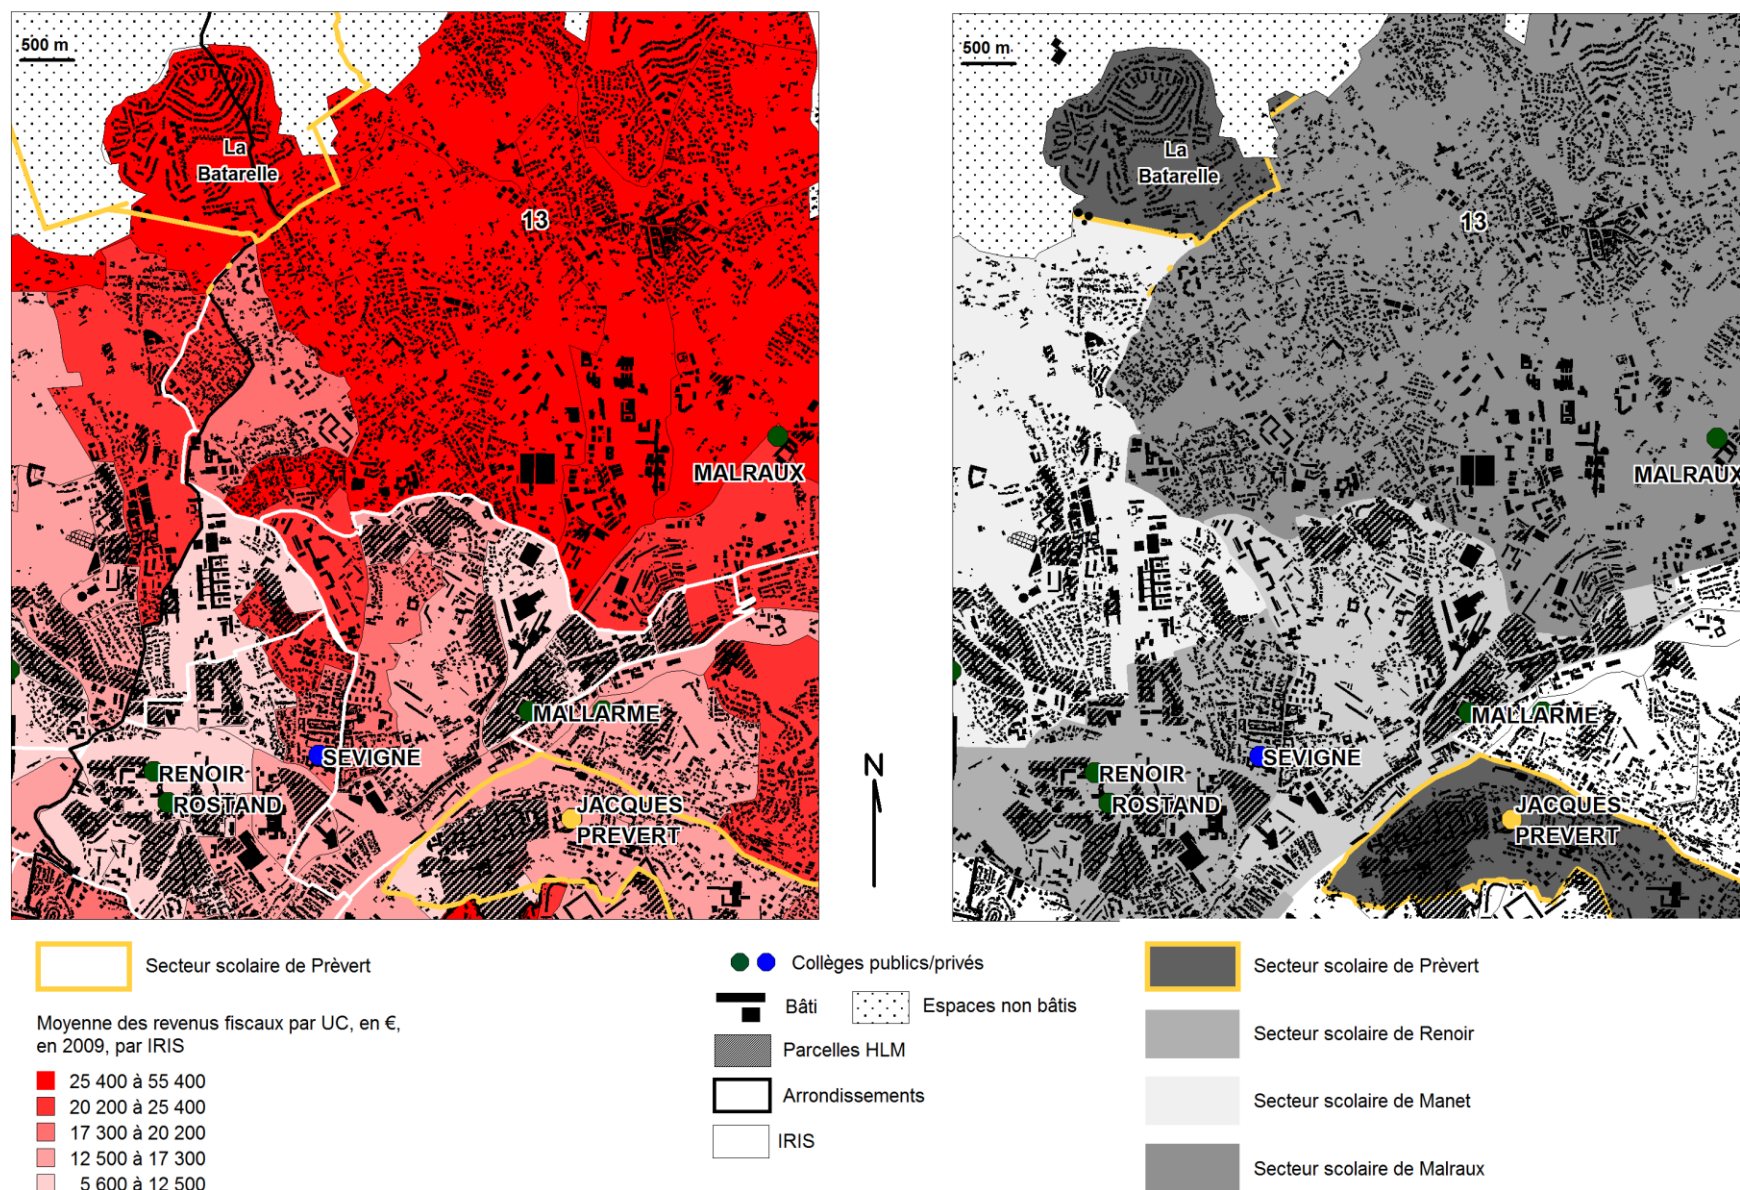 500 m
La
Batarelle
13
MALRAUX
MALLARME
SEVIGNE
RENOIR
ROSTAND
JACQUES
PREVERT
N
500 m
La
Batarelle
13
MALRAUX
MALLARME
SEVIGNE
RENOIR
ROSTAND
JACQUES
PREVERT
Secteur scolaire de Prèvert
Moyenne des revenus fiscaux par UC, en €,
en 2009, par IRIS
25 400 à 55 400
20 200 à 25 400
17 300 à 20 200
12 500 à 17 300
5 600 à 12 500
Collèges publics/privés
Bâti
Espaces non bâtis
Parcelles HLM
Arrondissements
IRIS
Secteur scolaire de Prèvert
Secteur scolaire de Renoir
Secteur scolaire de Manet
Secteur scolaire de Malraux